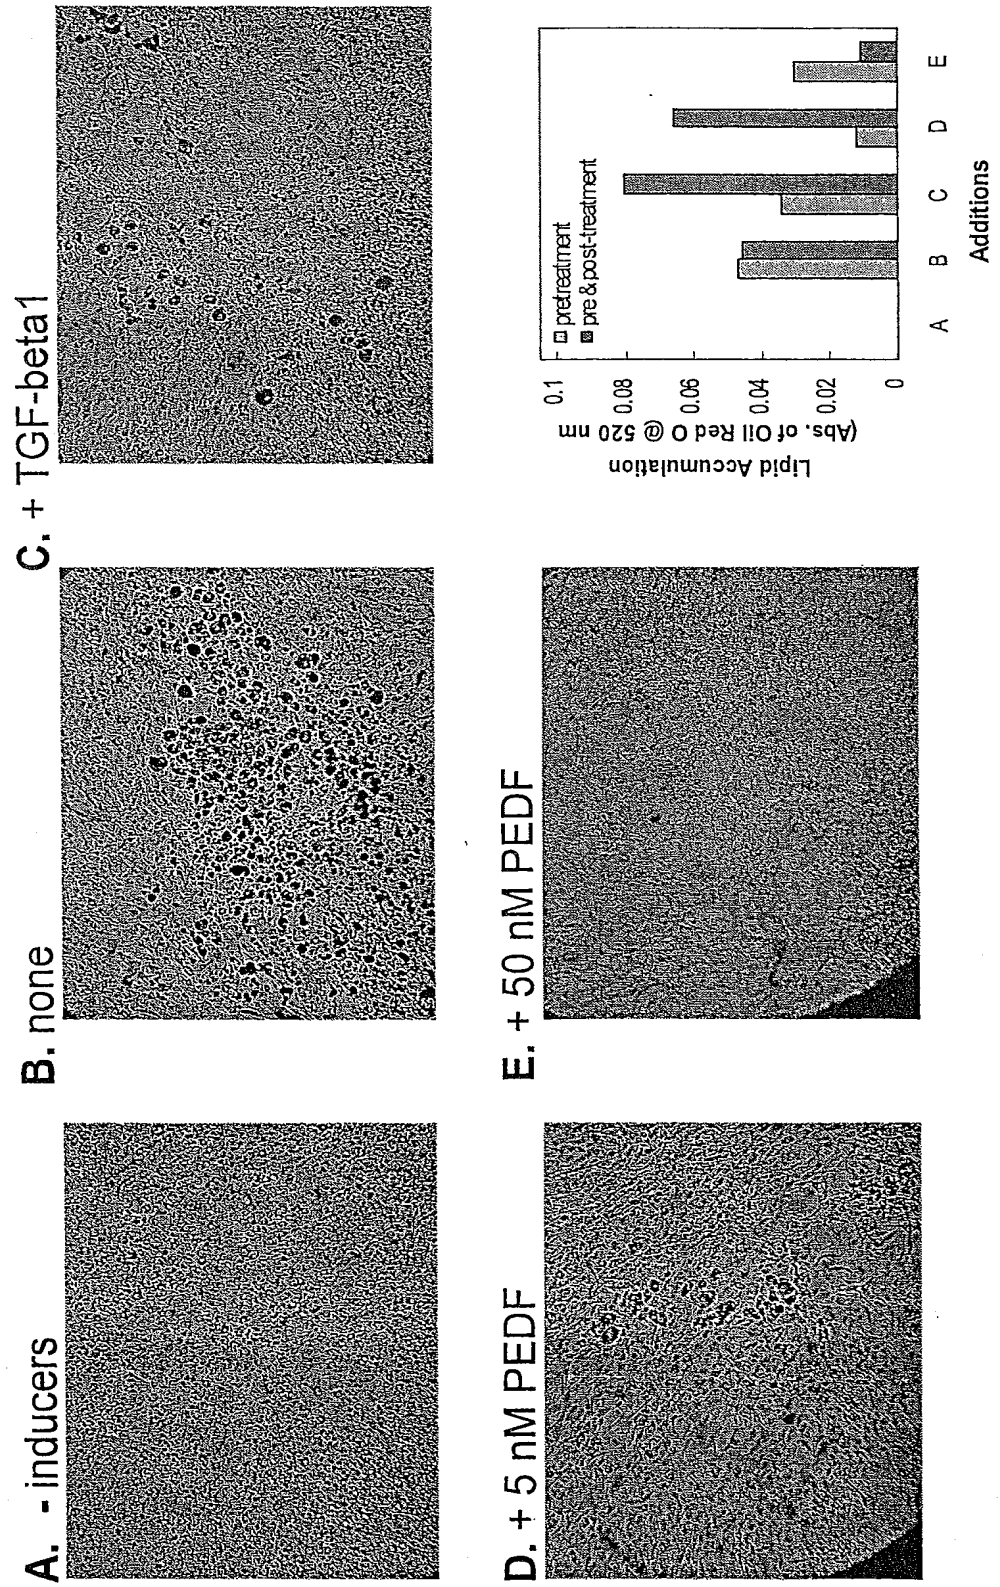 A. - inducers
B. none
C. + TGF-beta1
D. + 5 nM PEDF
E. + 50 nM PEDF
Lipid Accumulation
(Abs. of Oil Red O @ 520 nm
0.1
0.08
0.06
0.04
0.02
0
pretreatment
pre & post-treatment
A B C D E
Additions